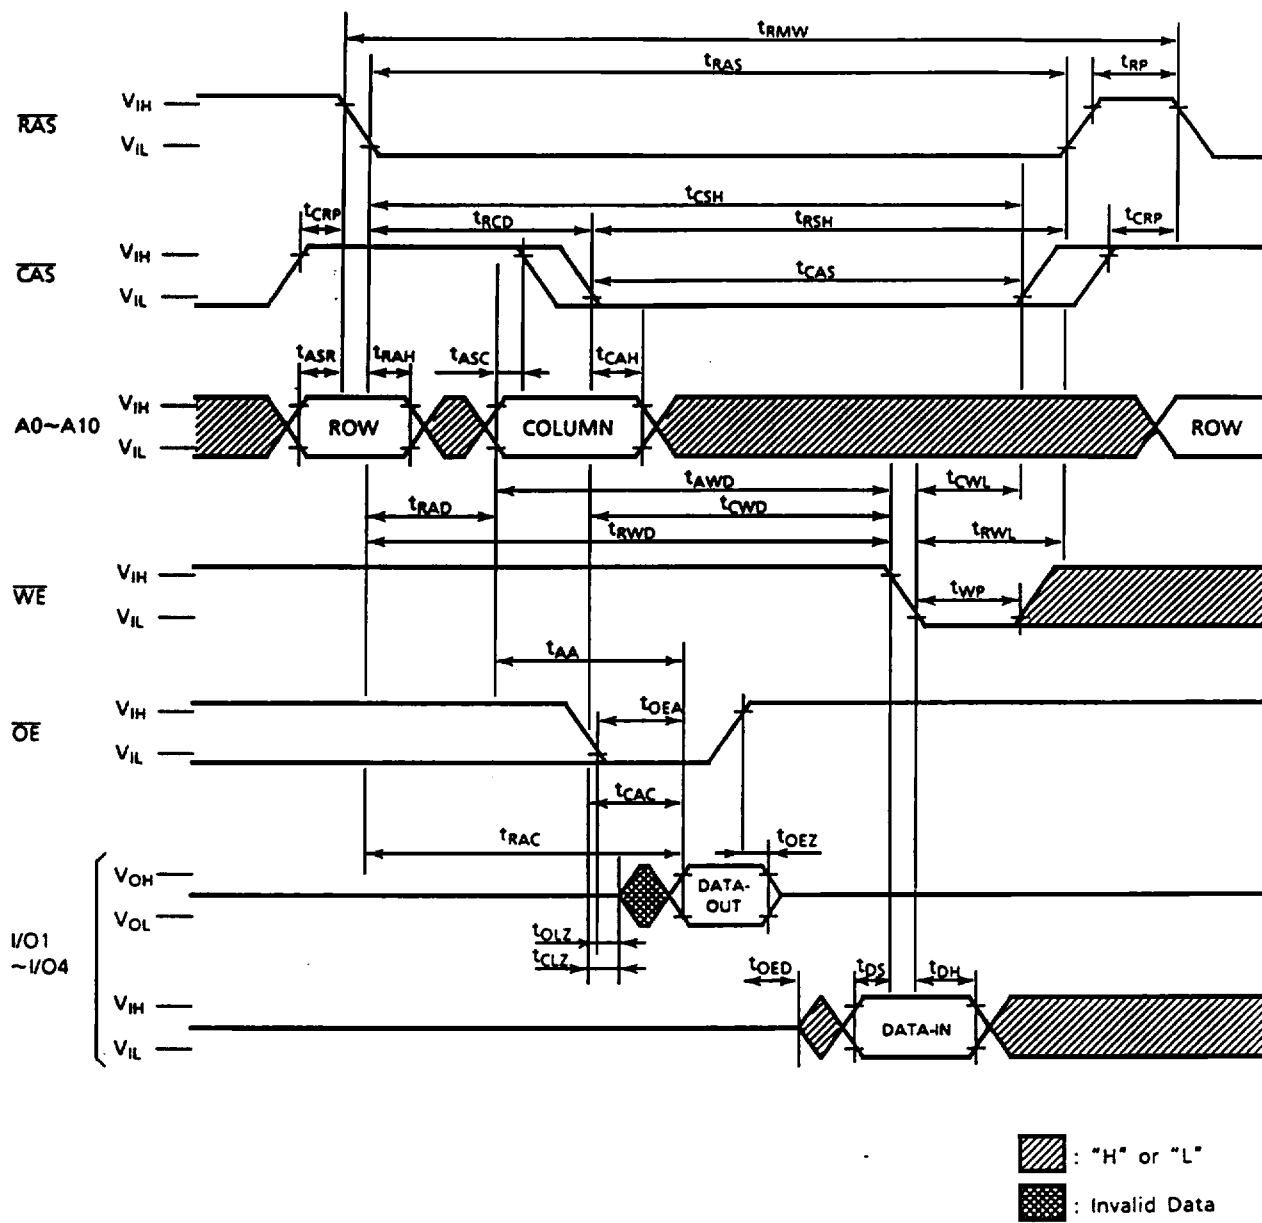 tRMW
tRAS
tRP
RAS
VIH
VIL
tCSH
tCRP
tRCD
tRSH
tCRP
CAS
VIH
VIL
tCAS
tASR
tRAH
tASC
tCAH
A0~A10
VIH
VIL
ROW
COLUMN
ROW
tAWD
tCWL
tRAD
tCWD
tRWD
tRWL
WE
VIH
VIL
tWP
tAA
OE
VIH
VIL
tOEA
tCAC
tRAC
tOEZ
I/O1
~I/O4
VOH
VOL
DATA-
OUT
tOLZ
tCLZ
tOED
tDS
tDH
VIH
VIL
DATA-IN
: "H" or "L"
: Invalid Data